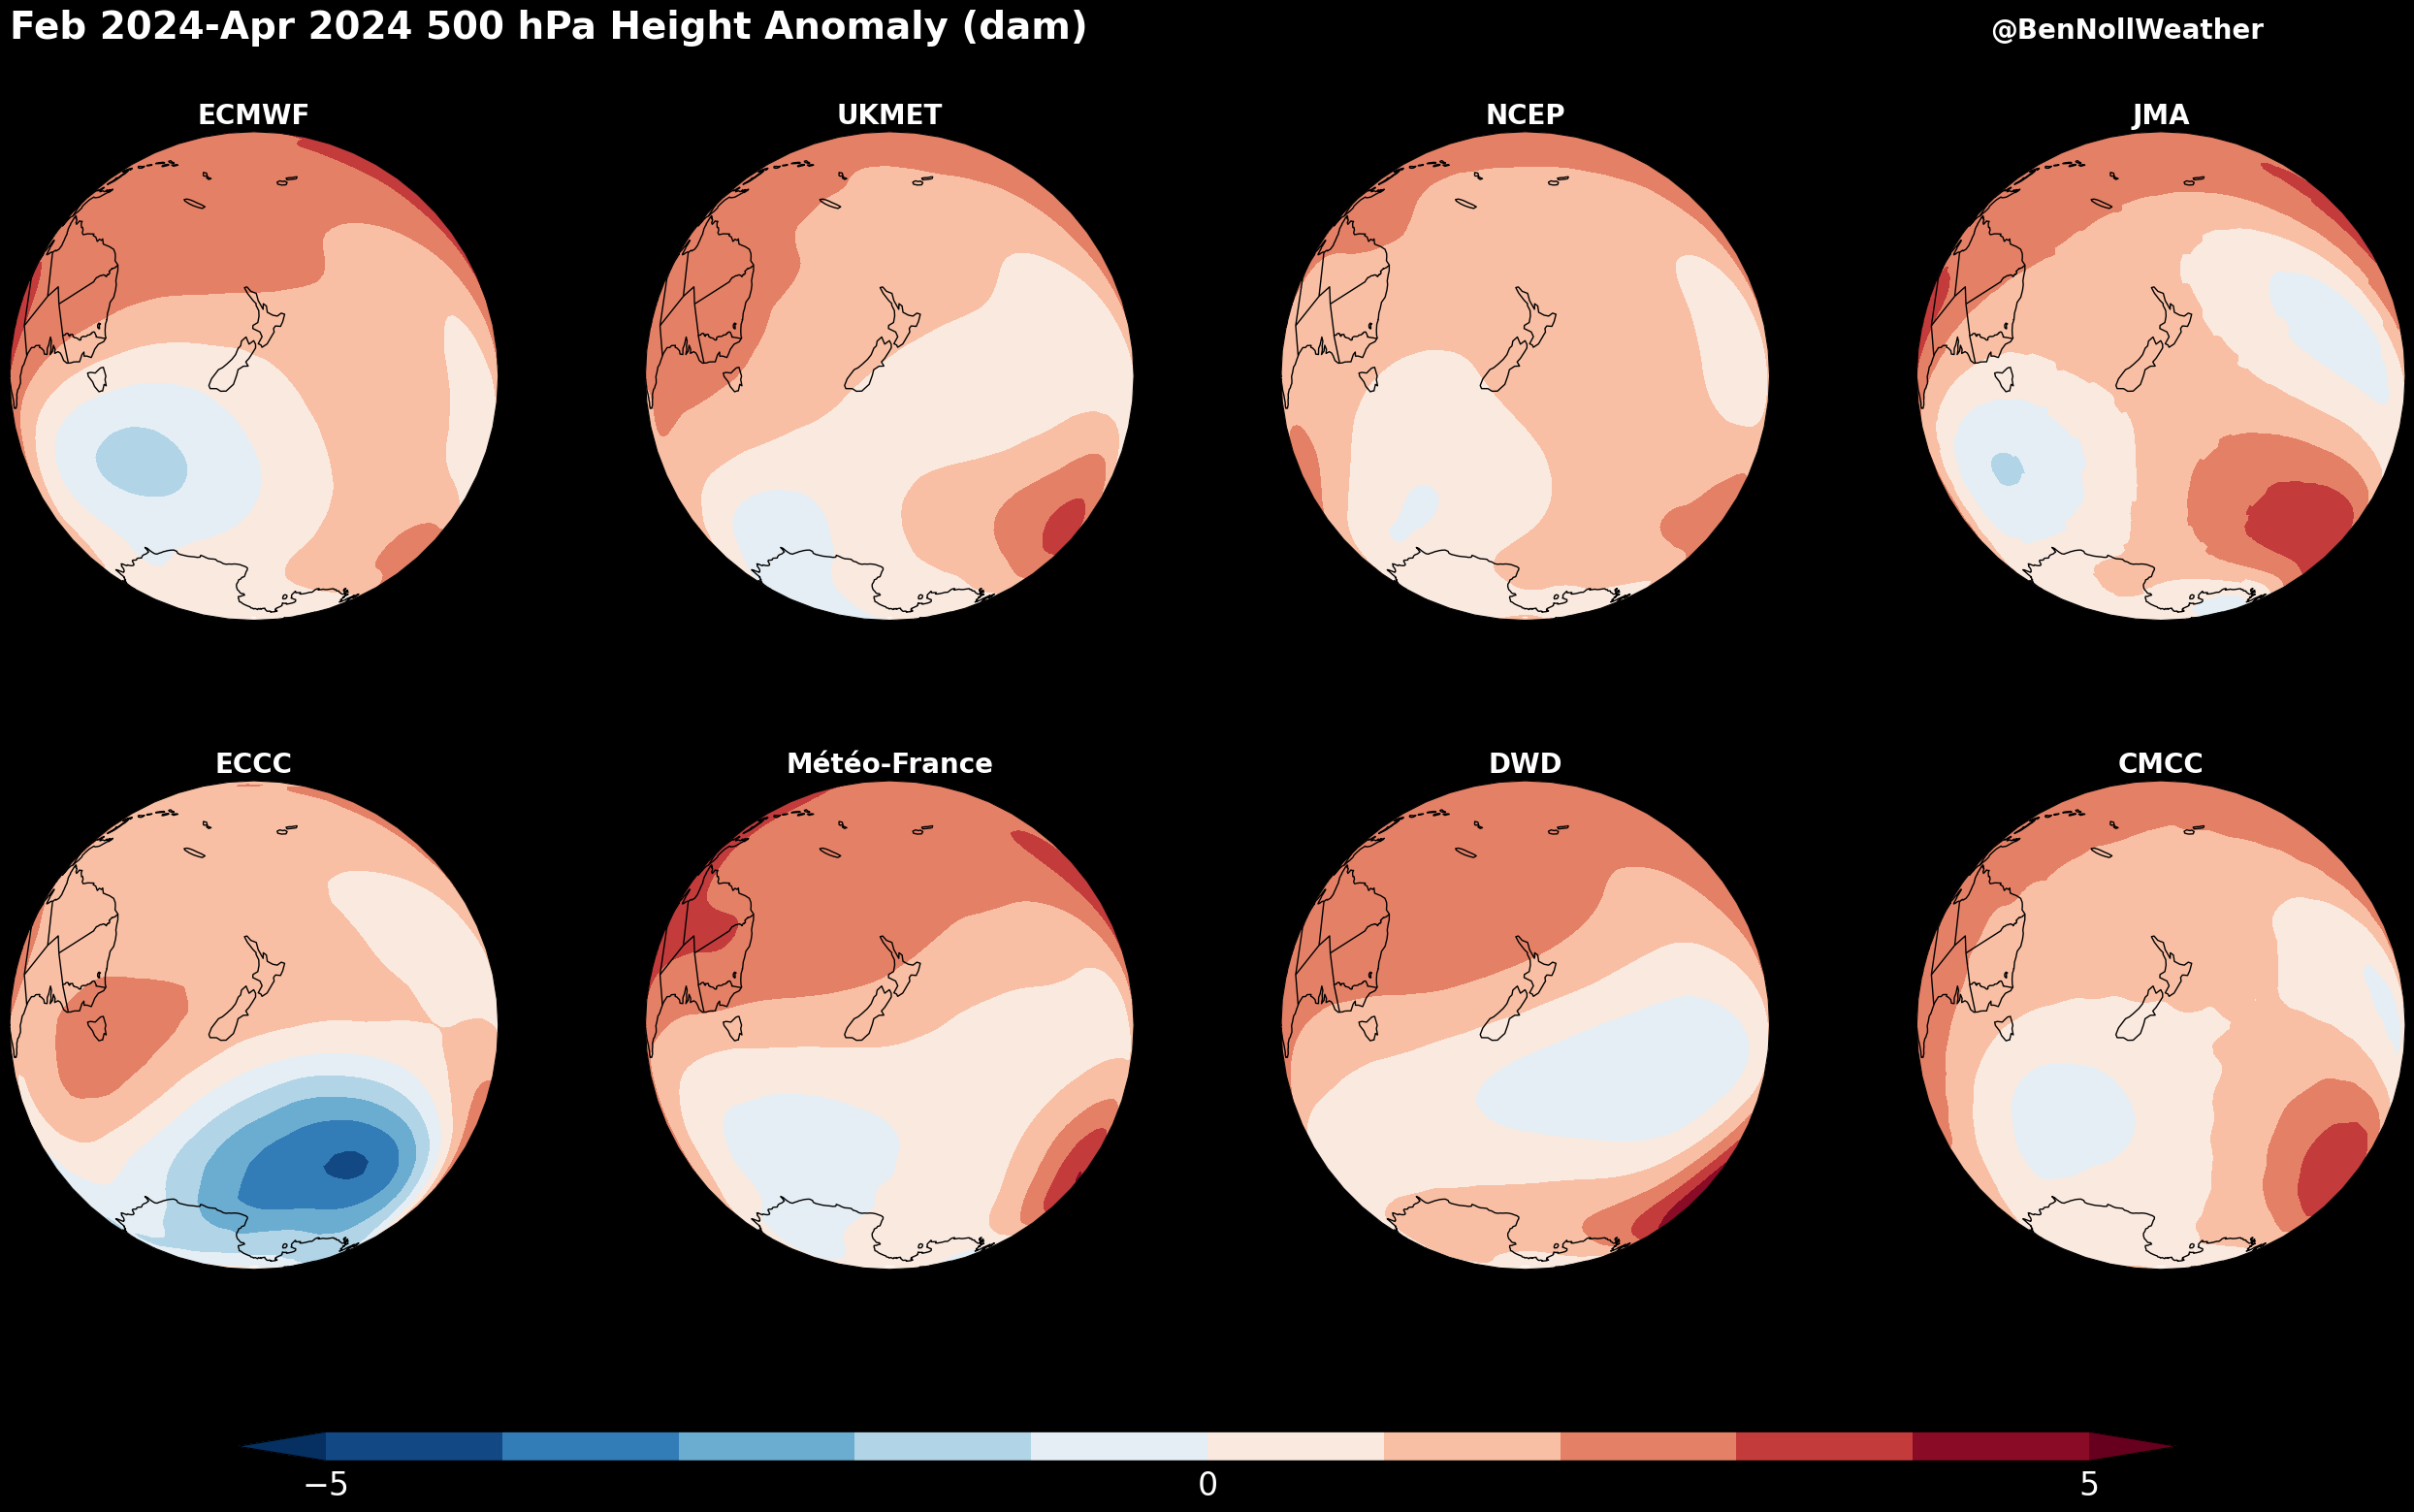 Feb 2024-Apr 2024 500 hPa Height Anomaly (dam)
@BenNollWeather
ECMWF
UKMET
NCEP
JMA
ECCC
Météo-France
DWD
CMCC
−5
0
5